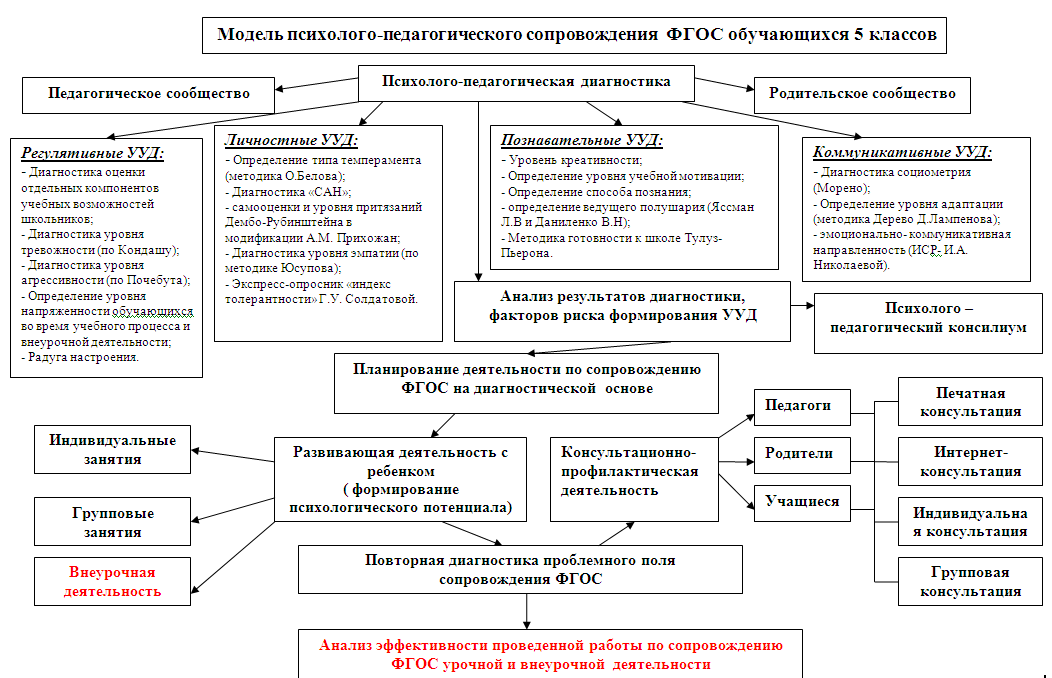 Модель психолого-педагогического сопровождения ФГОС обучающихся 5 классов
Психолого-педагогическая диагностика
Педагогическое сообщество
Родительское сообщество
Регулятивные УУД:
- Диагностика оценки
отдельных компонентов
учебных возможностей
школьников;
- Диагностика уровня
тревожности (по Кондашу);
- Диагностика уровня
агрессивности (по Почебута);
- Определение уровня
напряженности обучающихся
во время учебного процесса и
внеурочной деятельности;
- Радуга настроения.
Личностные УУД:
- Определение типа темперамента
(методика О.Белова);
- Диагностика «САН»;
- самооценки и уровня притязаний
Дембо-Рубинштейна в
модификации А.М. Прихожан;
- Диагностика уровня эмпатии (по
методике Юсупова);
- Экспресс-опросник «индекс
толерантности» Г.У. Солдатовой.
Познавательные УУД:
- Уровень креативности;
- Определение уровня учебной мотивации;
- Определение способа познания;
- определение ведущего полушария (Яссман
Л.В и Даниленко В.Н);
- Методика готовности к школе Тулуз-
Пьерона.
Коммуникативные УУД:
- Диагностика социометрия
(Морено);
- Определение уровня адаптации
(методика Дерево Д.Лампенова);
- эмоционально- коммуникативная
направленность (ИСР- И.А.
Николаевой).
Анализ результатов диагностики,
факторов риска формирования УУД
Психолого –
педагогический консилиум
Планирование деятельности по сопровождению
ФГОС на диагностической основе
Индивидуальные
занятия
Групповые
занятия
Внеурочная
деятельность
Развивающая деятельность с
ребенком
( формирование
психологического потенциала)
Консультационно-
профилактическая
деятельность
Педагоги
Родители
Учащиеся
Печатная
консультация
Интернет-
консультация
Индивидуальна
я консультация
Групповая
консультация
Повторная диагностика проблемного поля
сопровождения ФГОС
Анализ эффективности проведенной работы по сопровождению
ФГОС урочной и внеурочной деятельности